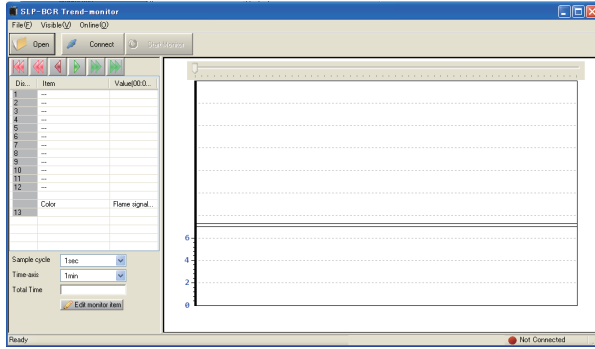 SLP-BCR Trend-monitor
File(F) Visible(V) Online(O)
Open Connect Start Monitor
Dis... Item Value(00:0...
1 ---
2 ---
3 ---
4 ---
5 ---
6 ---
7 ---
8 ---
9 ---
10 ---
11 ---
12 ---
Color Flame signal...
13
6
4
2
0
Sample cycle 1sec
Time-axis 1min
Total Time
Edit monitor item
Ready Not Connected